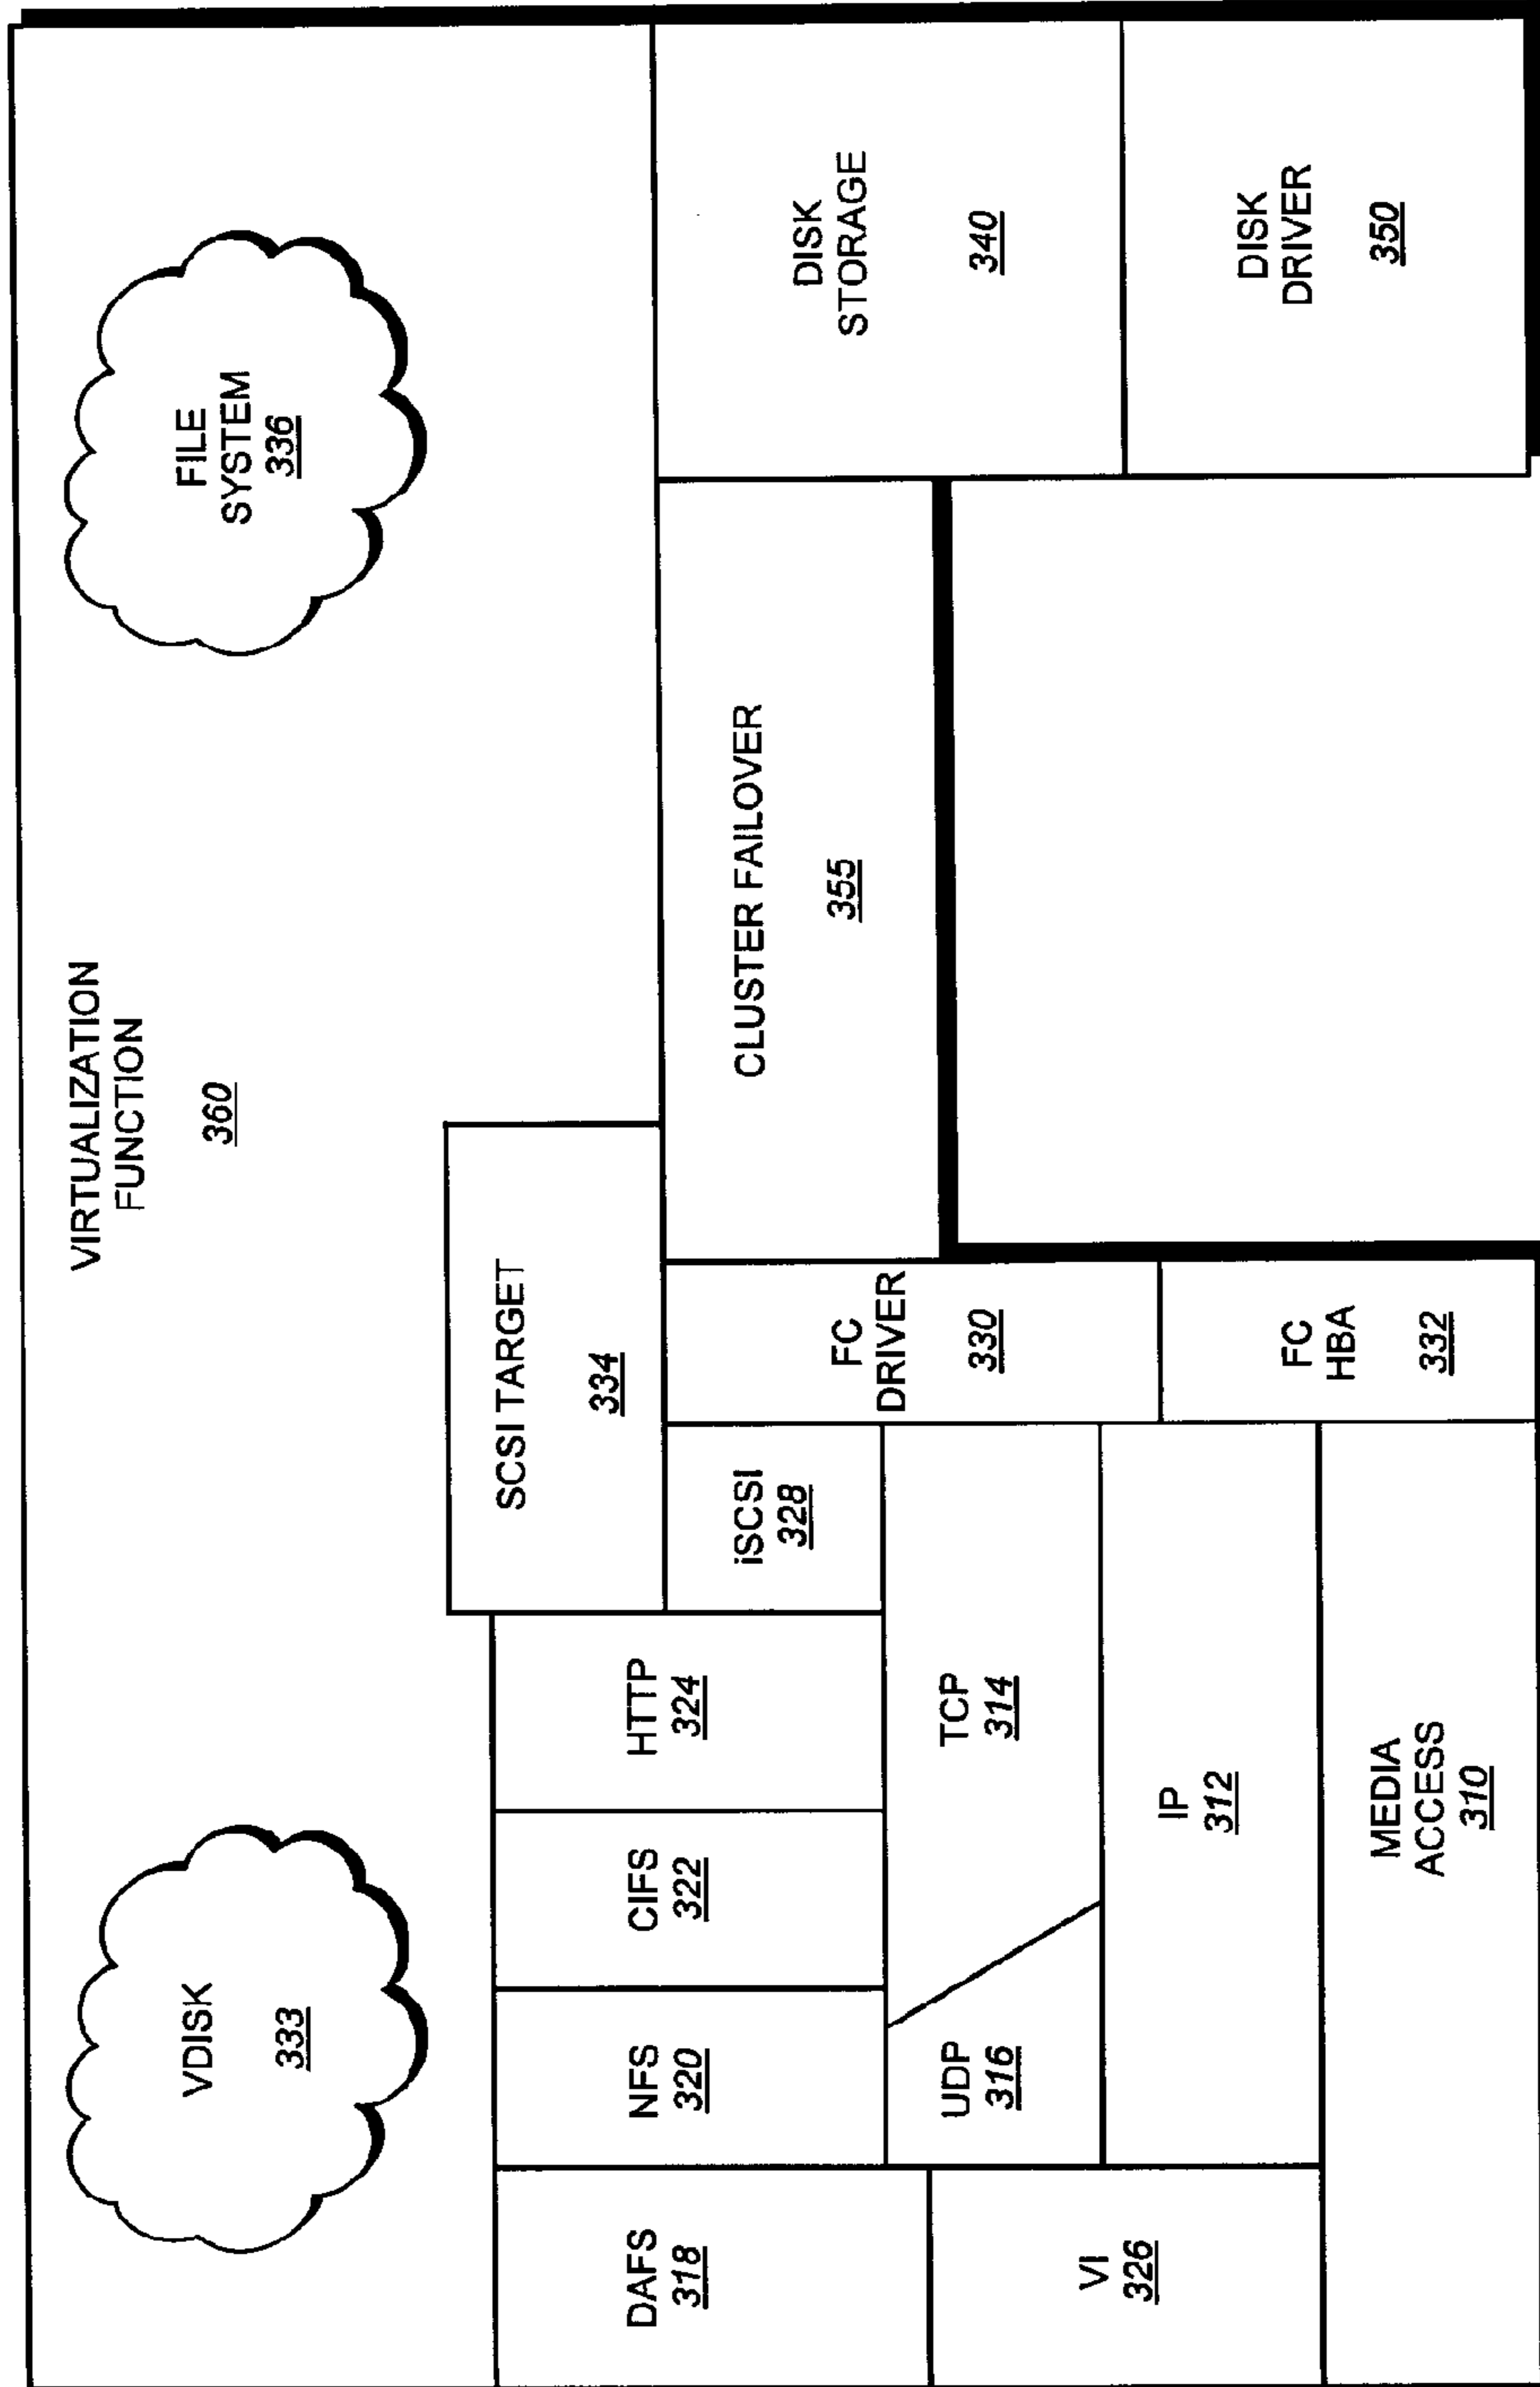 VIRTUALIZATION
FUNCTION
360
VDISK
333
FILE
SYSTEM
336
SCSI TARGET
334
DAFS
318
NFS
320
CIFS
322
HTTP
324
iSCSI
328
FC
DRIVER
330
CLUSTER FAILOVER
355
DISK
STORAGE
340
UDP
316
TCP
314
VI
326
IP
312
MEDIA
ACCESS
310
FC
HBA
332
DISK
DRIVER
350